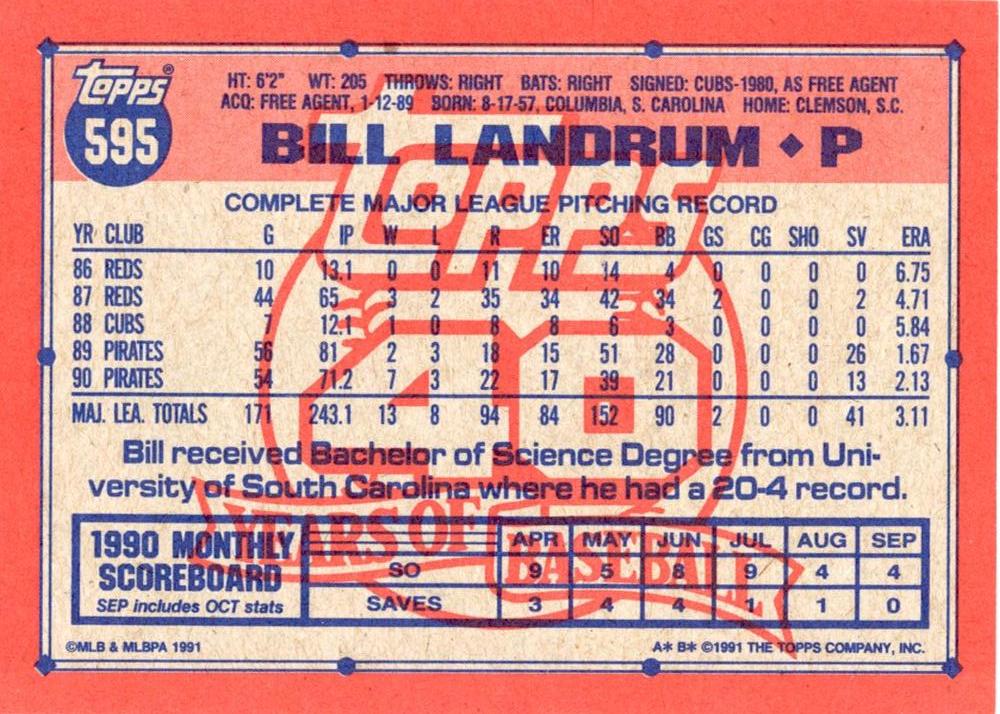 Topps®
595
HT: 6'2" WT: 205 THROWS: RIGHT BATS: RIGHT SIGNED: CUBS-1980, AS FREE AGENT
ACQ: FREE AGENT, 1-12-89 BORN: 8-17-57, COLUMBIA, S. CAROLINA HOME: CLEMSON, S.C.
BILL LANDRUM ◆ P
Topps
40
YEARS OF BASEBALL
COMPLETE MAJOR LEAGUE PITCHING RECORD
YR CLUB G IP W L R ER SO BB GS CG SHO SV ERA
86 REDS 10 13.1 0 0 11 10 14 4 0 0 0 0 6.75
87 REDS 44 65 3 2 35 34 42 34 2 0 0 2 4.71
88 CUBS 7 12.1 1 0 8 8 6 3 0 0 0 0 5.84
89 PIRATES 56 81 2 3 18 15 51 28 0 0 0 26 1.67
90 PIRATES 54 71.2 7 3 22 17 39 21 0 0 0 13 2.13
MAJ. LEA. TOTALS 171 243.1 13 8 94 84 152 90 2 0 0 41 3.11
Bill received Bachelor of Science Degree from Uni-
versity of South Carolina where he had a 20-4 record.
1990 MONTHLY
SCOREBOARD
SEP includes OCT stats
APR MAY JUN JUL AUG SEP
SO 9 5 8 9 4 4
SAVES 3 4 4 1 1 0
©MLB & MLBPA 1991
A* B* ©1991 THE TOPPS COMPANY, INC.